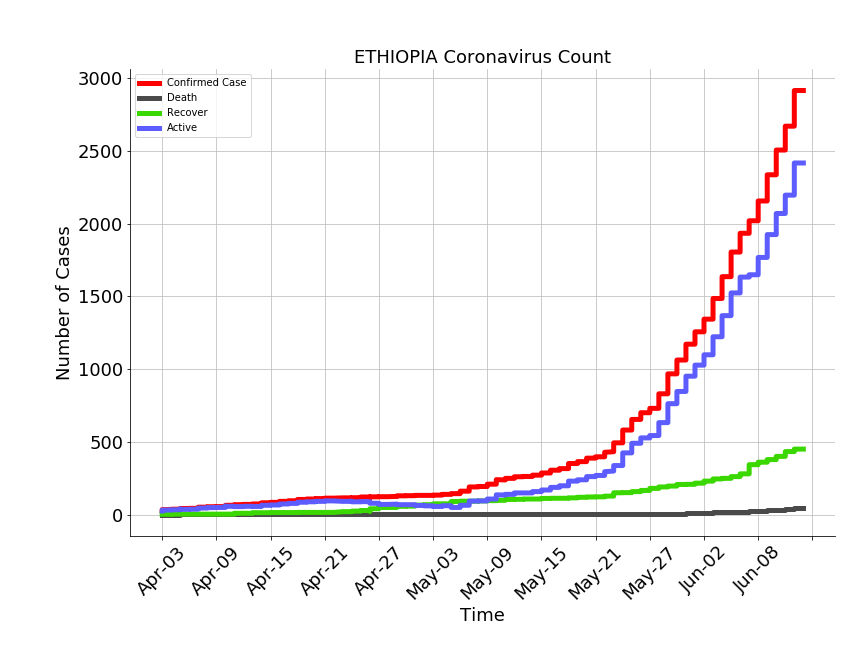 ETHIOPIA Coronavirus Count
Confirmed Case
Death
Recover
Active
3000
2500
2000
1500
1000
500
0
Number of Cases
Apr-03
Apr-09
Apr-15
Apr-21
Apr-27
May-03
May-09
May-15
May-21
May-27
Jun-02
Jun-08
Time